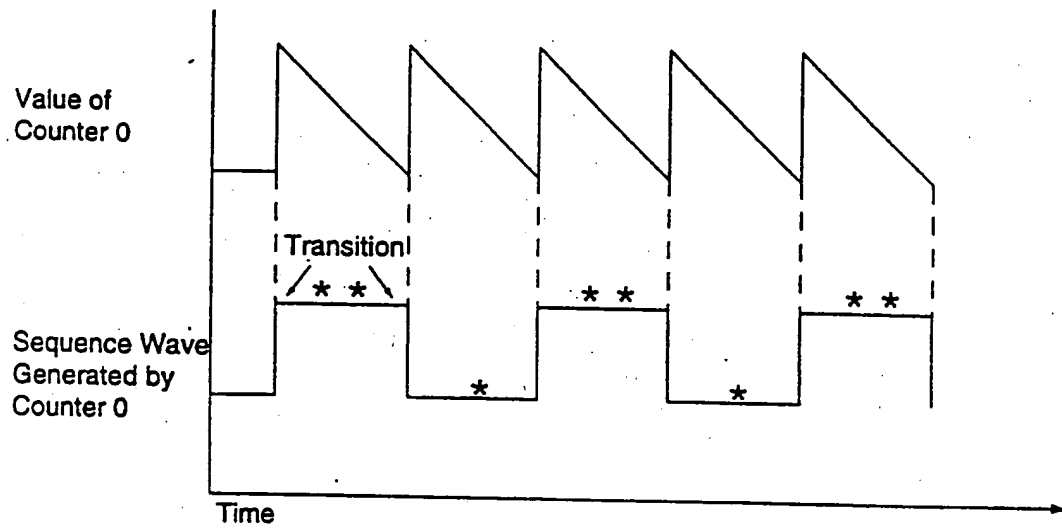 Value of
Counter 0
Transition
* *
* *
* *
Sequence Wave
Generated by
Counter 0
*
*
Time